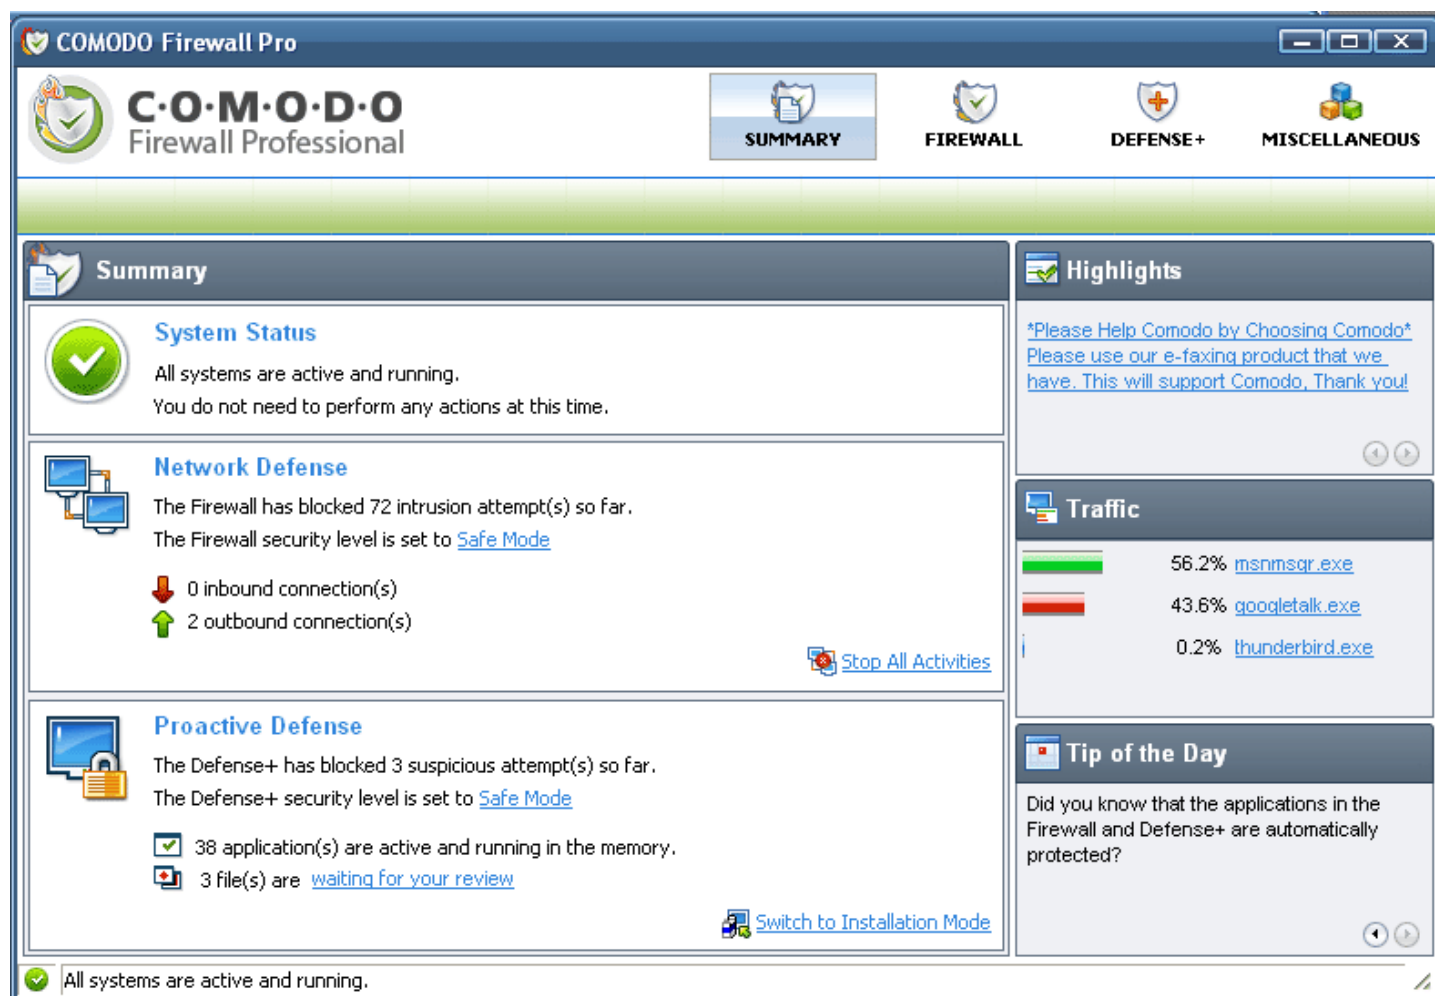 COMODO Firewall Pro
C·O·M·O·D·O
Firewall Professional
SUMMARY
FIREWALL
DEFENSE+
MISCELLANEOUS
Summary
System Status
All systems are active and running.
You do not need to perform any actions at this time.
Network Defense
The Firewall has blocked 72 intrusion attempt(s) so far.
The Firewall security level is set to Safe Mode
0 inbound connection(s)
2 outbound connection(s)
Stop All Activities
Proactive Defense
The Defense+ has blocked 3 suspicious attempt(s) so far.
The Defense+ security level is set to Safe Mode
38 application(s) are active and running in the memory.
3 file(s) are waiting for your review
Switch to Installation Mode
Highlights
*Please Help Comodo by Choosing Comodo*
Please use our e-faxing product that we
have. This will support Comodo, Thank you!
Traffic
56.2% msnmsgr.exe
43.6% googletalk.exe
0.2% thunderbird.exe
Tip of the Day
Did you know that the applications in the
Firewall and Defense+ are automatically
protected?
All systems are active and running.